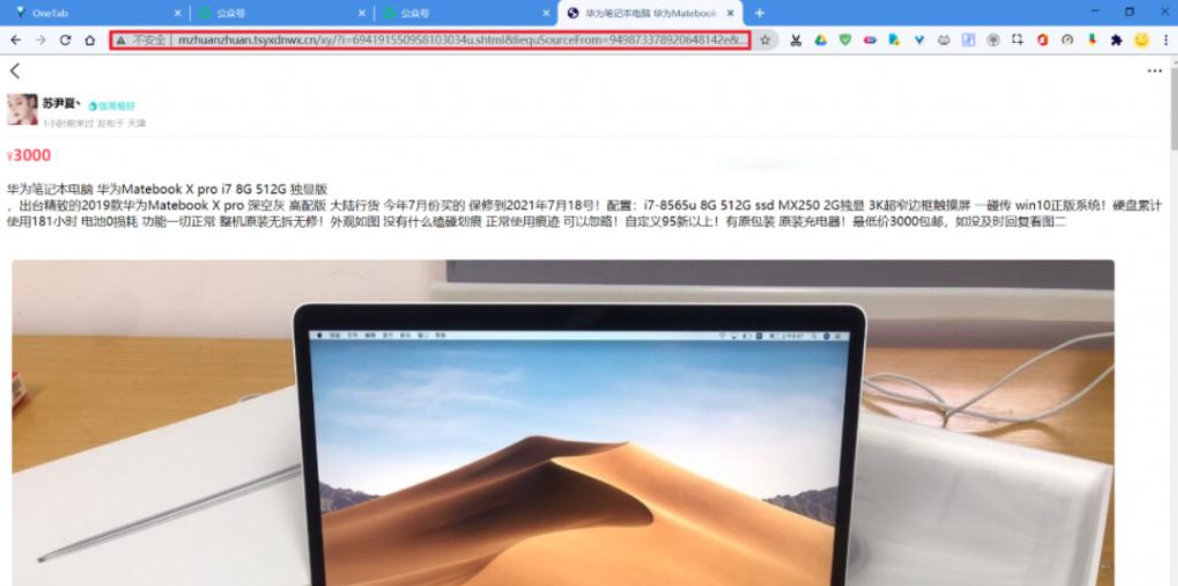 OneTab
公众号
公众号
华为笔记本电脑 华为Matebook
不安全 | mzhuanzhuan.tsyxdnwx.cn/xy/?i=694191550958103034u.shtml&liequSourceFrom=949873378920648142e&...
苏尹夏丶 信用极好
1小时前来过 发布于 天津
¥3000
华为笔记本电脑 华为Matebook X pro i7 8G 512G 独显版
，出台精致的2019款华为Matebook X pro 深空灰 高配版 大陆行货 今年7月份买的 保修到2021年7月18号！配置：i7-8565u 8G 512G ssd MX250 2G独显 3K超窄边框触摸屏 一碰传 win10正版系统！硬盘累计
使用181小时 电池0损耗 功能一切正常 整机原装无拆无修！外观如图 没有什么磕碰划痕 正常使用痕迹 可以忽略！自定义95新以上！有原包装 原装充电器！最低价3000包邮，如没及时回复看图二